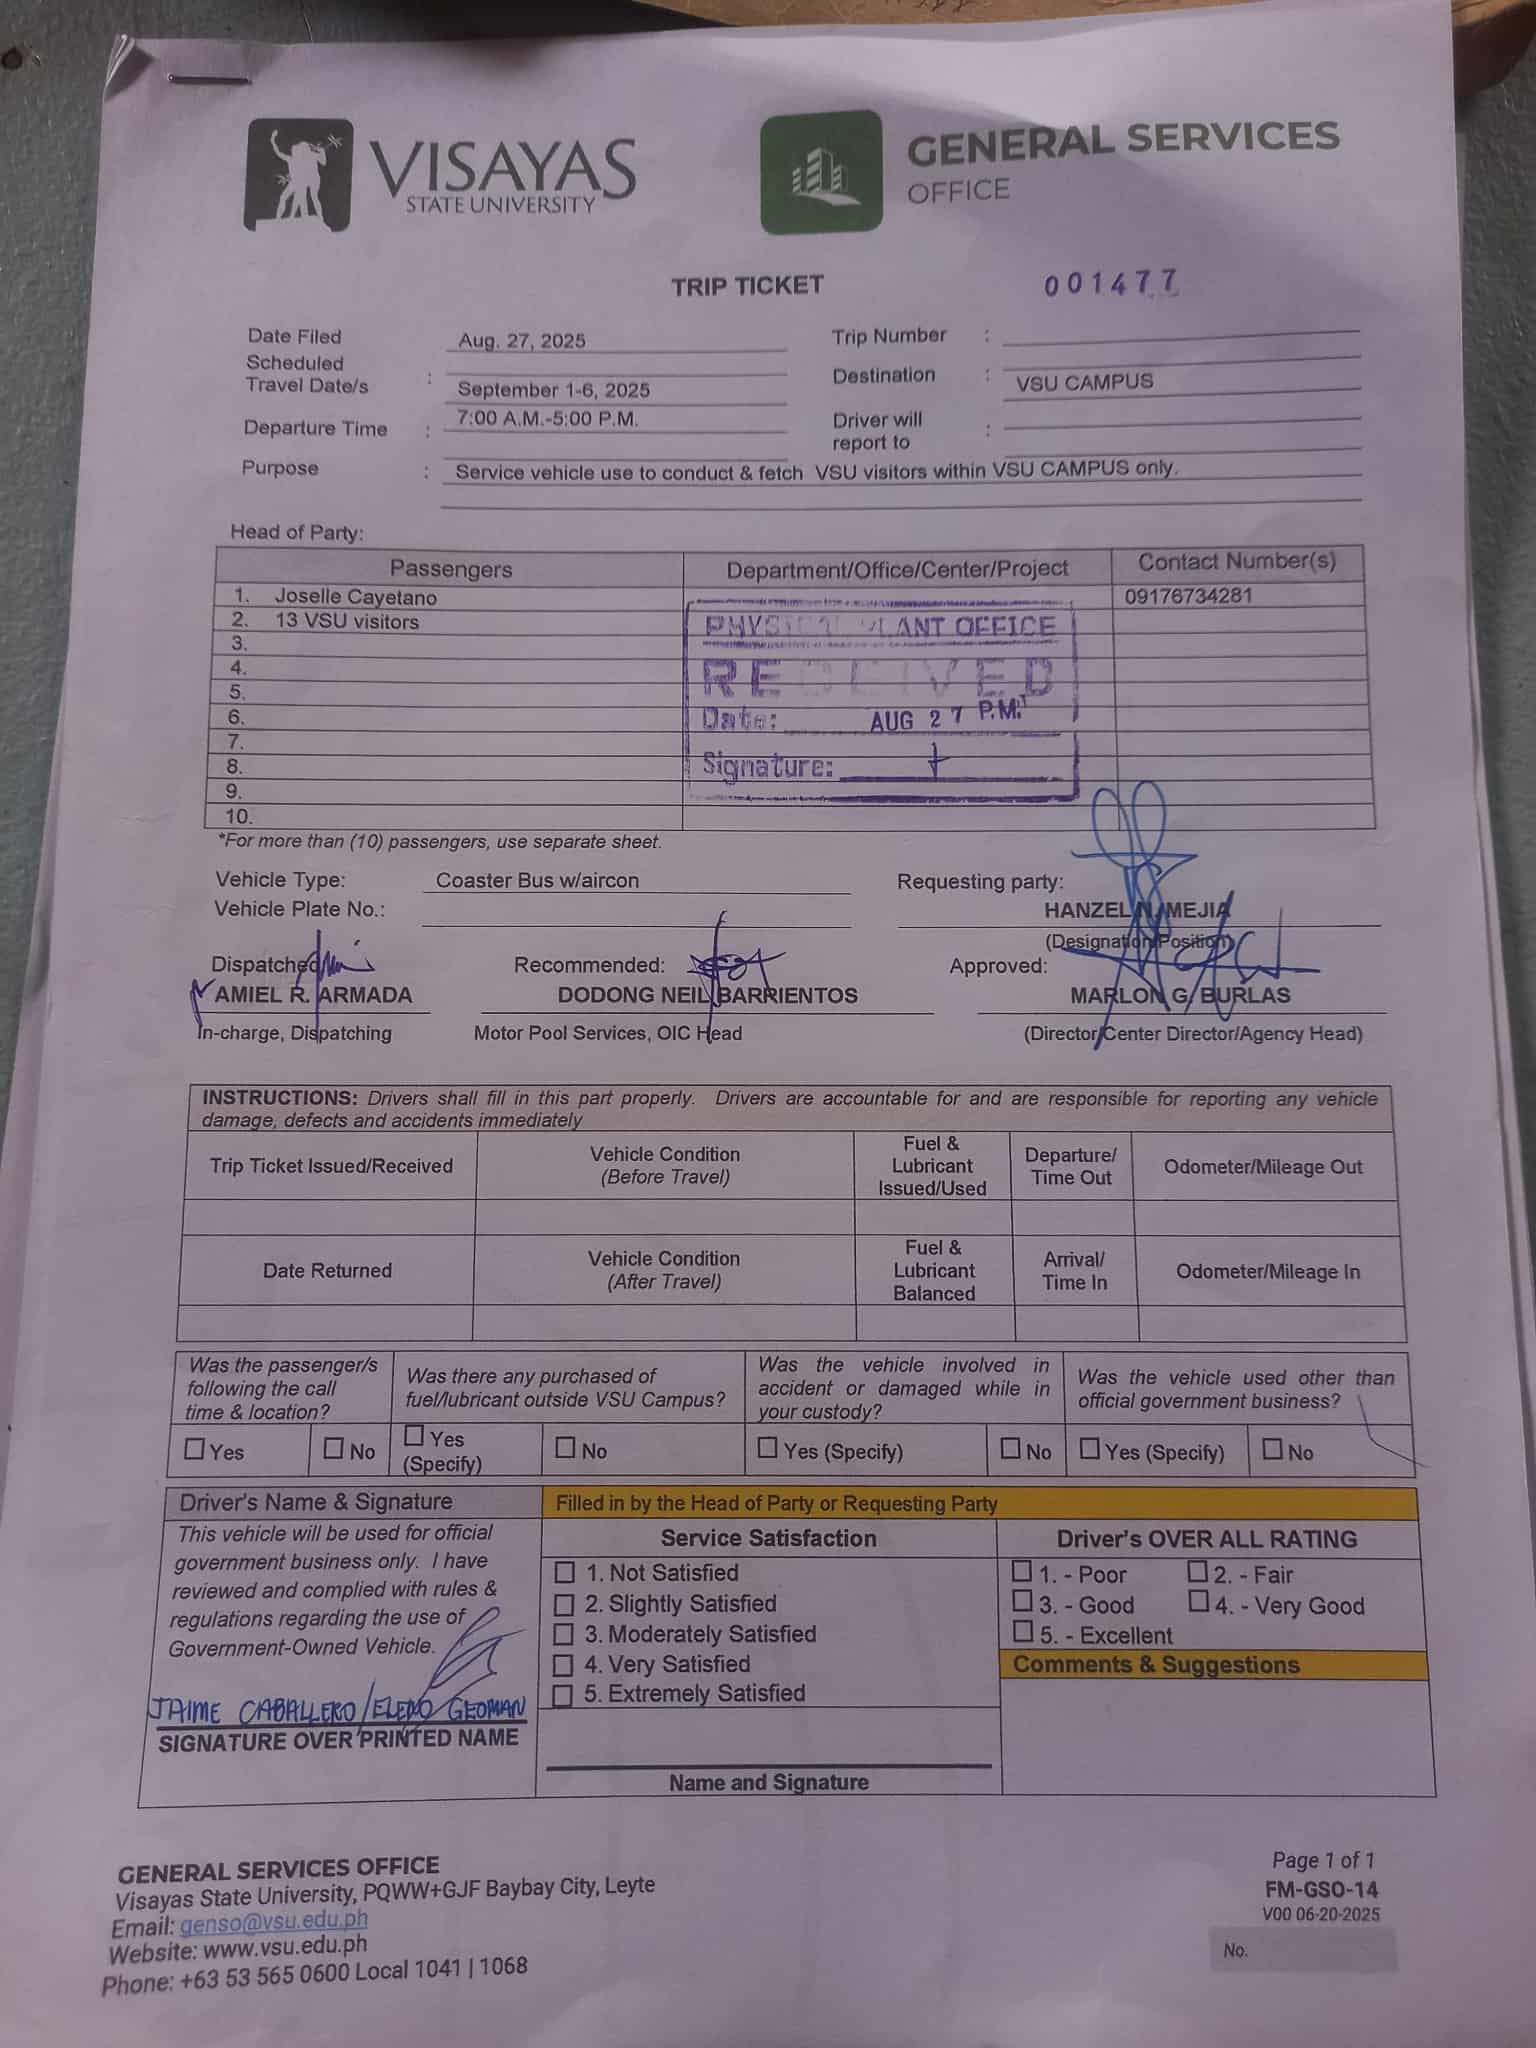 VISAYAS
STATE UNIVERSITY
GENERAL SERVICES
OFFICE
TRIP TICKET
001477
Date Filed Aug. 27, 2025 Trip Number :
Scheduled
Travel Date/s : September 1-6, 2025 Destination : VSU CAMPUS
Departure Time : 7:00 A.M.-5:00 P.M. Driver will
report to :
Purpose : Service vehicle use to conduct & fetch VSU visitors within VSU CAMPUS only.
Head of Party:
Passengers Department/Office/Center/Project Contact Number(s)
1. Joselle Cayetano 09176734281
2. 13 VSU visitors
3.
4.
5.
6.
7.
8.
9.
10.
PHYSICAL PLANT OFFICE
RECEIVED
Date: AUG 27 P.M.
Signature:
*For more than (10) passengers, use separate sheet.
Vehicle Type: Coaster Bus w/aircon Requesting party:
Vehicle Plate No.: HANZEL N. MEJIA
(Designation/Position)
Dispatched Recommended: Approved:
AMIEL R. ARMADA DODONG NEIL BARRIENTOS MARLON G. BURLAS
In-charge, Dispatching Motor Pool Services, OIC Head (Director/Center Director/Agency Head)
INSTRUCTIONS: Drivers shall fill in this part properly. Drivers are accountable for and are responsible for reporting any vehicle
damage, defects and accidents immediately
Trip Ticket Issued/Received
Vehicle Condition
(Before Travel)
Fuel &
Lubricant
Issued/Used
Departure/
Time Out
Odometer/Mileage Out
Date Returned
Vehicle Condition
(After Travel)
Fuel &
Lubricant
Balanced
Arrival/
Time In
Odometer/Mileage In
Was the passenger/s
following the call
time & location?
Was there any purchased of
fuel/lubricant outside VSU Campus?
Was the vehicle involved in
accident or damaged while in
your custody?
Was the vehicle used other than
official government business?
Yes
No
Yes
(Specify)
No
Yes (Specify)
No
Yes (Specify)
No
Driver's Name & Signature
This vehicle will be used for official
government business only. I have
reviewed and complied with rules &
regulations regarding the use of
Government-Owned Vehicle.
JAIME CABALLERO/ELENO GEOMAN
SIGNATURE OVER PRINTED NAME
Filled in by the Head of Party or Requesting Party
Service Satisfaction
1. Not Satisfied
2. Slightly Satisfied
3. Moderately Satisfied
4. Very Satisfied
5. Extremely Satisfied
Name and Signature
Driver's OVER ALL RATING
1. - Poor 2. - Fair
3. - Good 4. - Very Good
5. - Excellent
Comments & Suggestions
GENERAL SERVICES OFFICE
Visayas State University, PQWW+GJF Baybay City, Leyte
Email: genso@vsu.edu.ph
Website: www.vsu.edu.ph
Phone: +63 53 565 0600 Local 1041 | 1068
Page 1 of 1
FM-GSO-14
V00 06-20-2025
No.